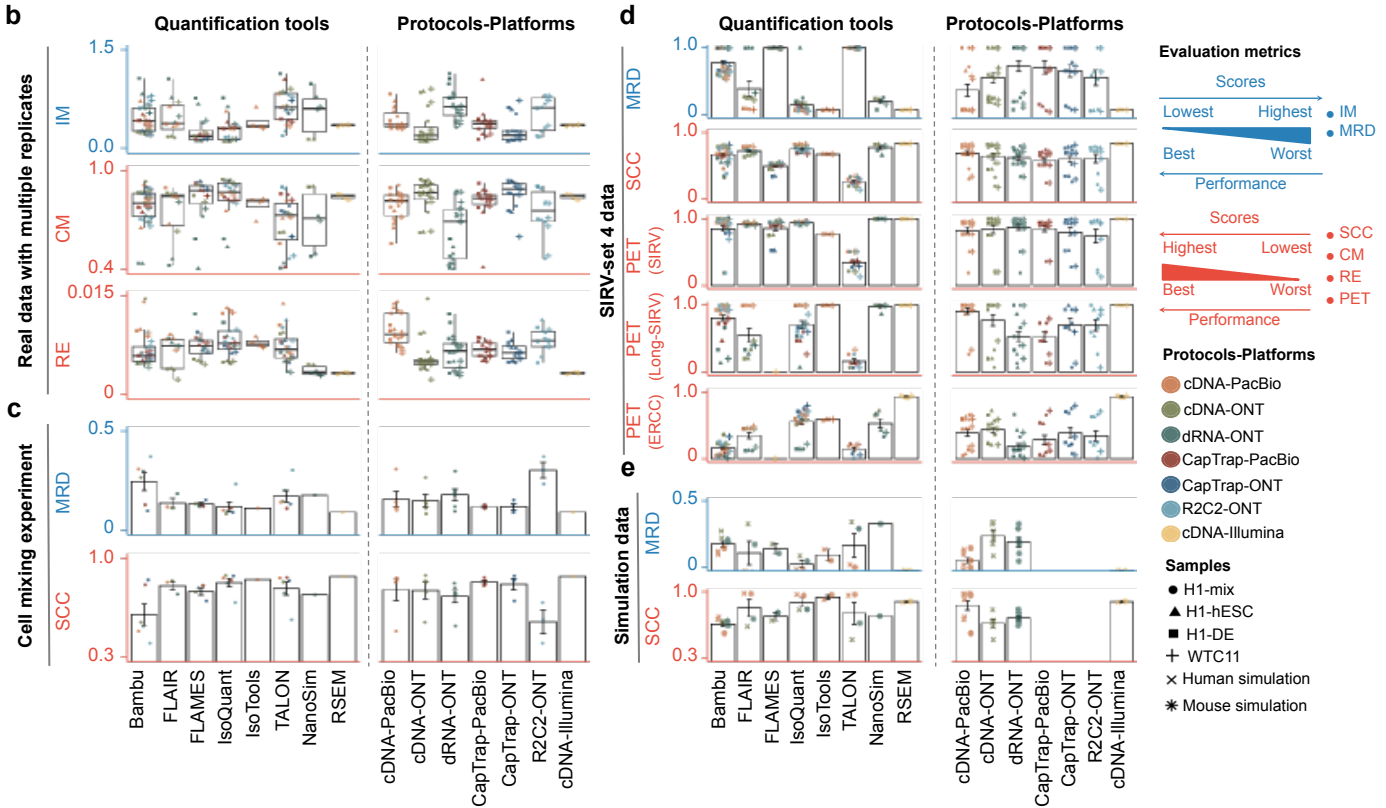 b
Quantification tools
Protocols-Platforms
Real data with multiple replicates
IM
1.5
0.0
CM
1.0
0.4
RE
0.015
0
c
Cell mixing experiment
MRD
0.5
0
SCC
1.0
0.3
Bambu
FLAIR
FLAMES
IsoQuant
IsoTools
TALON
NanoSim
RSEM
cDNA-PacBio
cDNA-ONT
dRNA-ONT
CapTrap-PacBio
CapTrap-ONT
R2C2-ONT
cDNA-Illumina
d
Quantification tools
Protocols-Platforms
SIRV-set 4 data
MRD
1.0
0
SCC
1.0
0
PET
(SIRV)
1.0
0
PET
(Long-SIRV)
1.0
0
PET
(ERCC)
1.0
0
e
Simulation data
MRD
0.5
0
SCC
1.0
0.3
Bambu
FLAIR
FLAMES
IsoQuant
IsoTools
TALON
NanoSim
RSEM
cDNA-PacBio
cDNA-ONT
dRNA-ONT
CapTrap-PacBio
CapTrap-ONT
R2C2-ONT
cDNA-Illumina
Evaluation metrics
Scores
Lowest Highest
IM
MRD
Best Worst
Performance
Scores
Highest Lowest
SCC
CM
RE
PET
Best Worst
Performance
Protocols-Platforms
cDNA-PacBio
cDNA-ONT
dRNA-ONT
CapTrap-PacBio
CapTrap-ONT
R2C2-ONT
cDNA-Illumina
Samples
H1-mix
H1-hESC
H1-DE
WTC11
Human simulation
Mouse simulation